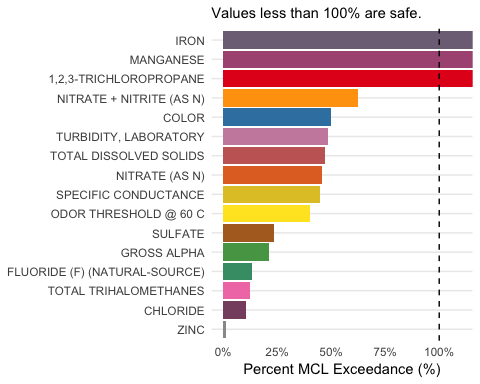 Values less than 100% are safe.
IRON
MANGANESE
1,2,3-TRICHLOROPROPANE
NITRATE + NITRITE (AS N)
COLOR
TURBIDITY, LABORATORY
TOTAL DISSOLVED SOLIDS
NITRATE (AS N)
SPECIFIC CONDUCTANCE
ODOR THRESHOLD @ 60 C
SULFATE
GROSS ALPHA
FLUORIDE (F) (NATURAL-SOURCE)
TOTAL TRIHALOMETHANES
CHLORIDE
ZINC
0% 25% 50% 75% 100%
Percent MCL Exceedance (%)